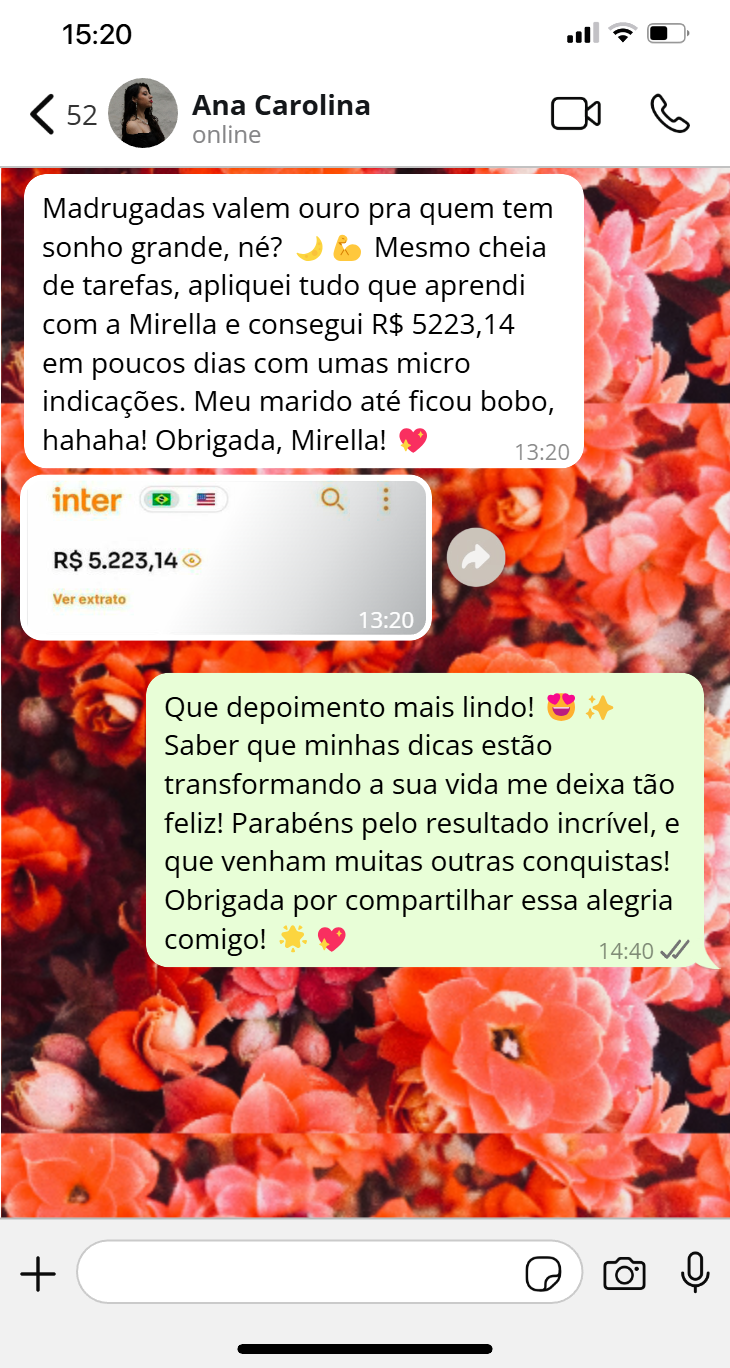 15:20
52
Ana Carolina
online
Madrugadas valem ouro pra quem tem
sonho grande, né? 🌙 💪 Mesmo cheia
de tarefas, apliquei tudo que aprendi
com a Mirella e consegui R$ 5223,14
em poucos dias com umas micro
indicações. Meu marido até ficou bobo,
hahaha! Obrigada, Mirella! 💖
13:20
inter
R$ 5.223,14
Ver extrato
13:20
Que depoimento mais lindo! 😍 ✨
Saber que minhas dicas estão
transformando a sua vida me deixa tão
feliz! Parabéns pelo resultado incrível, e
que venham muitas outras conquistas!
Obrigada por compartilhar essa alegria
comigo! 🌟 💖
14:40